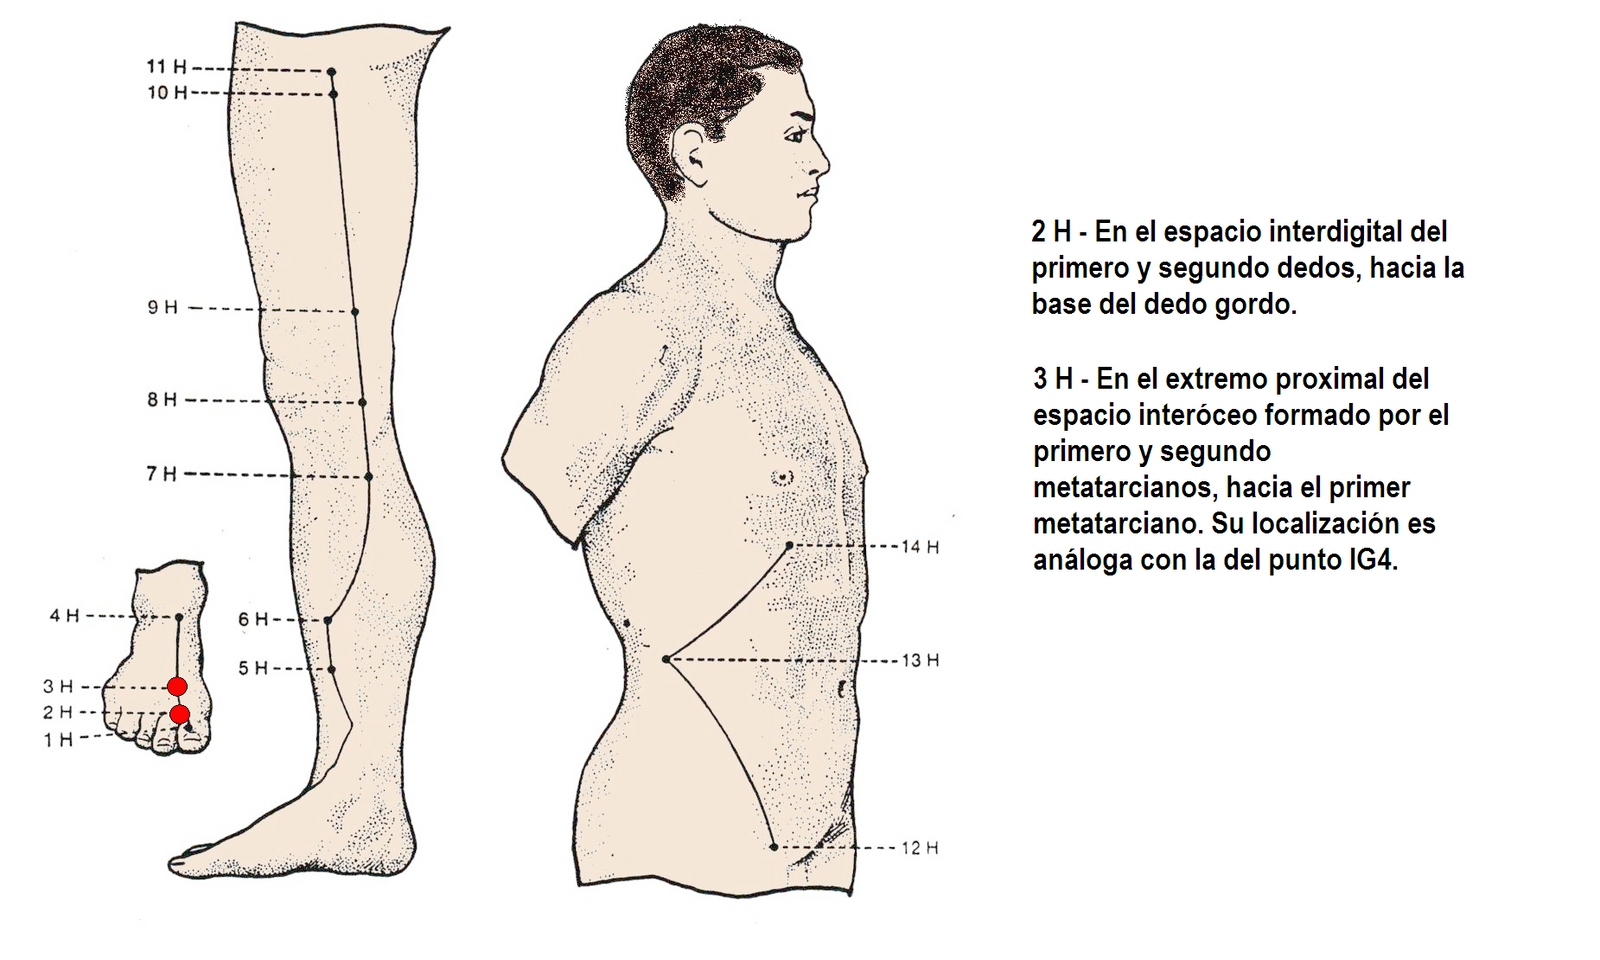 11 H
10 H
9 H
8 H
7 H
6 H
5 H
4 H
3 H
2 H
1 H
14 H
13 H
12 H
2 H - En el espacio interdigital del
primero y segundo dedos, hacia la
base del dedo gordo.
3 H - En el extremo proximal del
espacio interóceo formado por el
primero y segundo
metatarcianos, hacia el primer
metatarciano. Su localización es
análoga con la del punto IG4.